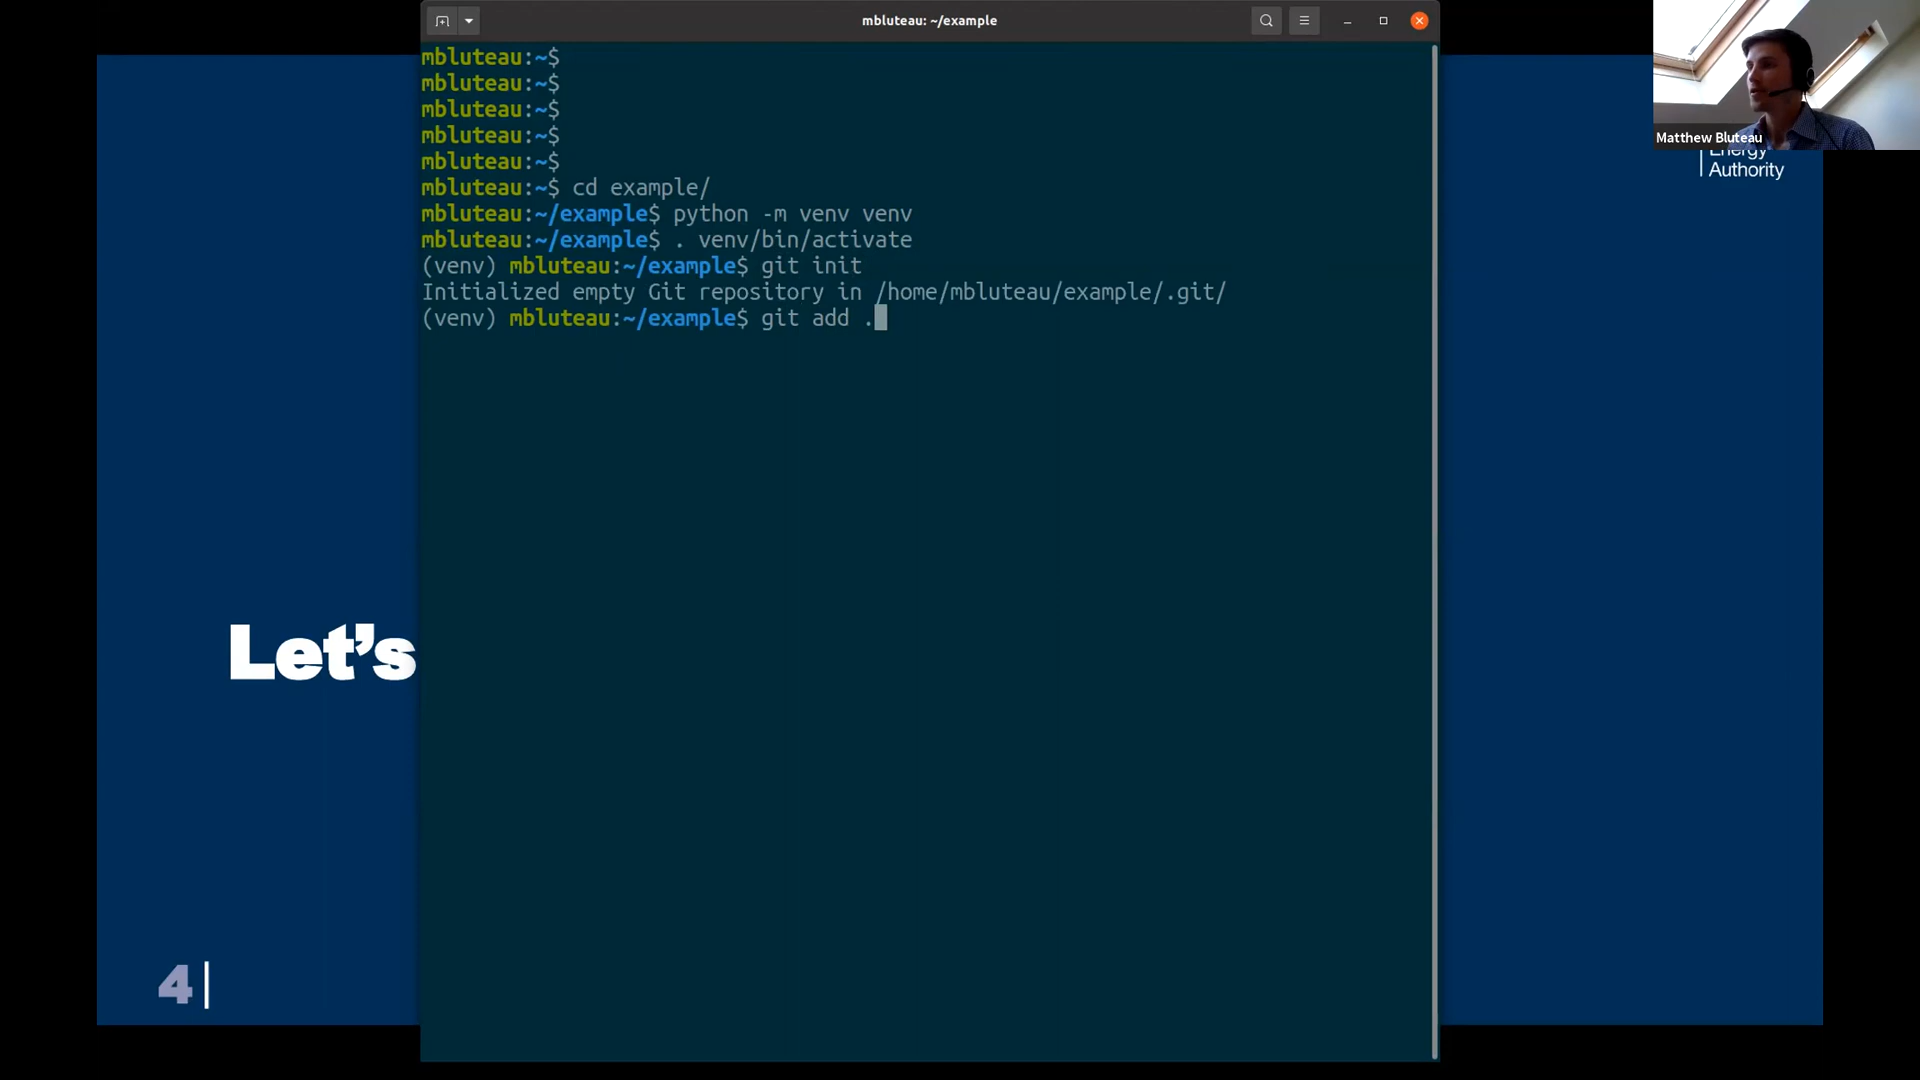 mbluteau: ~/example
mbluteau:~$
mbluteau:~$
mbluteau:~$
mbluteau:~$
mbluteau:~$
mbluteau:~$ cd example/
mbluteau:~/example$ python -m venv venv
mbluteau:~/example$ . venv/bin/activate
(venv) mbluteau:~/example$ git init
Initialized empty Git repository in /home/mbluteau/example/.git/
(venv) mbluteau:~/example$ git add .
Matthew Bluteau
Energy
Authority
Let’s
4